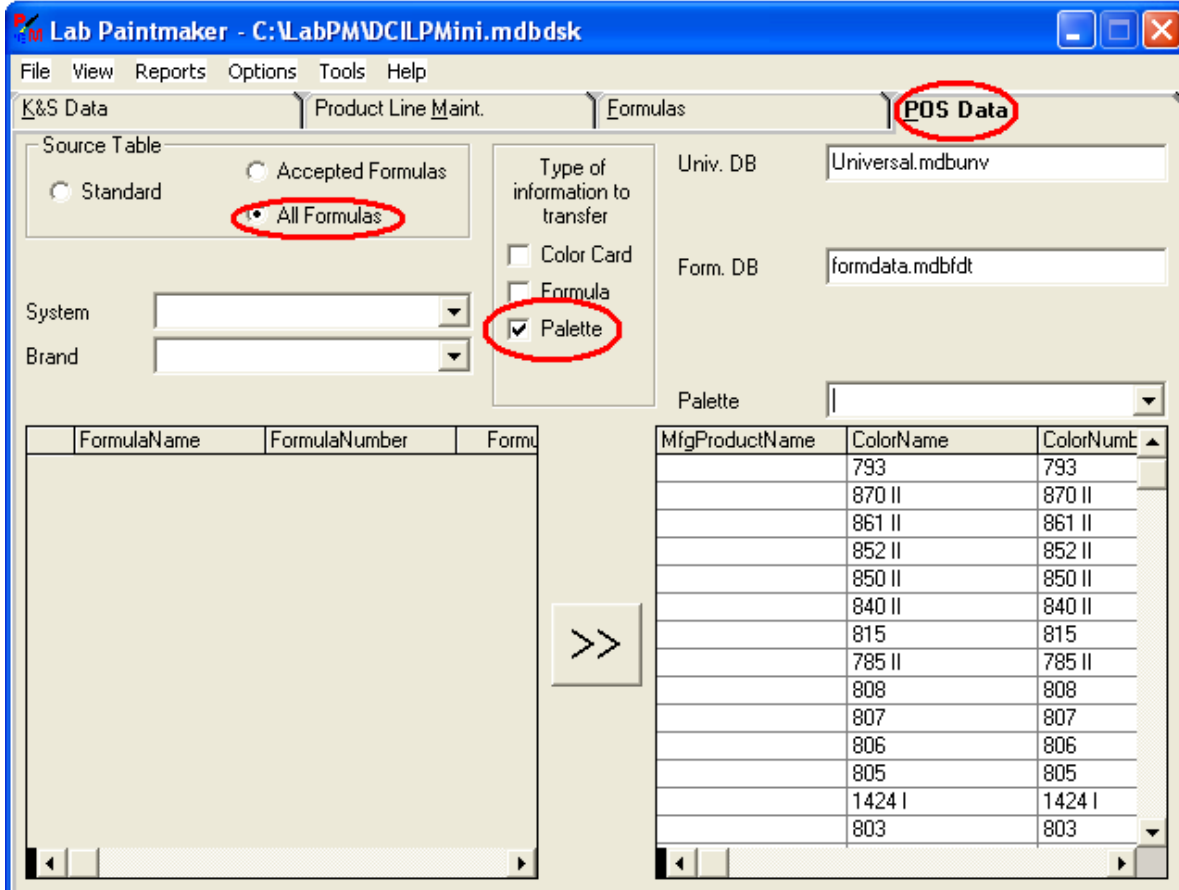 Lab Paintmaker - C:\LabPM\DCILPMini.mdbdsk
File View Reports Options Tools Help
K&S Data Product Line Maint. Formulas POS Data
Source Table
Standard
Accepted Formulas
All Formulas
System
Brand
Type of
information to
transfer
Color Card
Formula
Palette
Univ. DB Universal.mdbunv
Form. DB formdata.mdbfdt
Palette
FormulaName FormulaNumber Formu
>>
MfgProductName ColorName ColorNumb
793 793
870 II 870 II
861 II 861 II
852 II 852 II
850 II 850 II
840 II 840 II
815 815
785 II 785 II
808 808
807 807
806 806
805 805
1424 I 1424 I
803 803